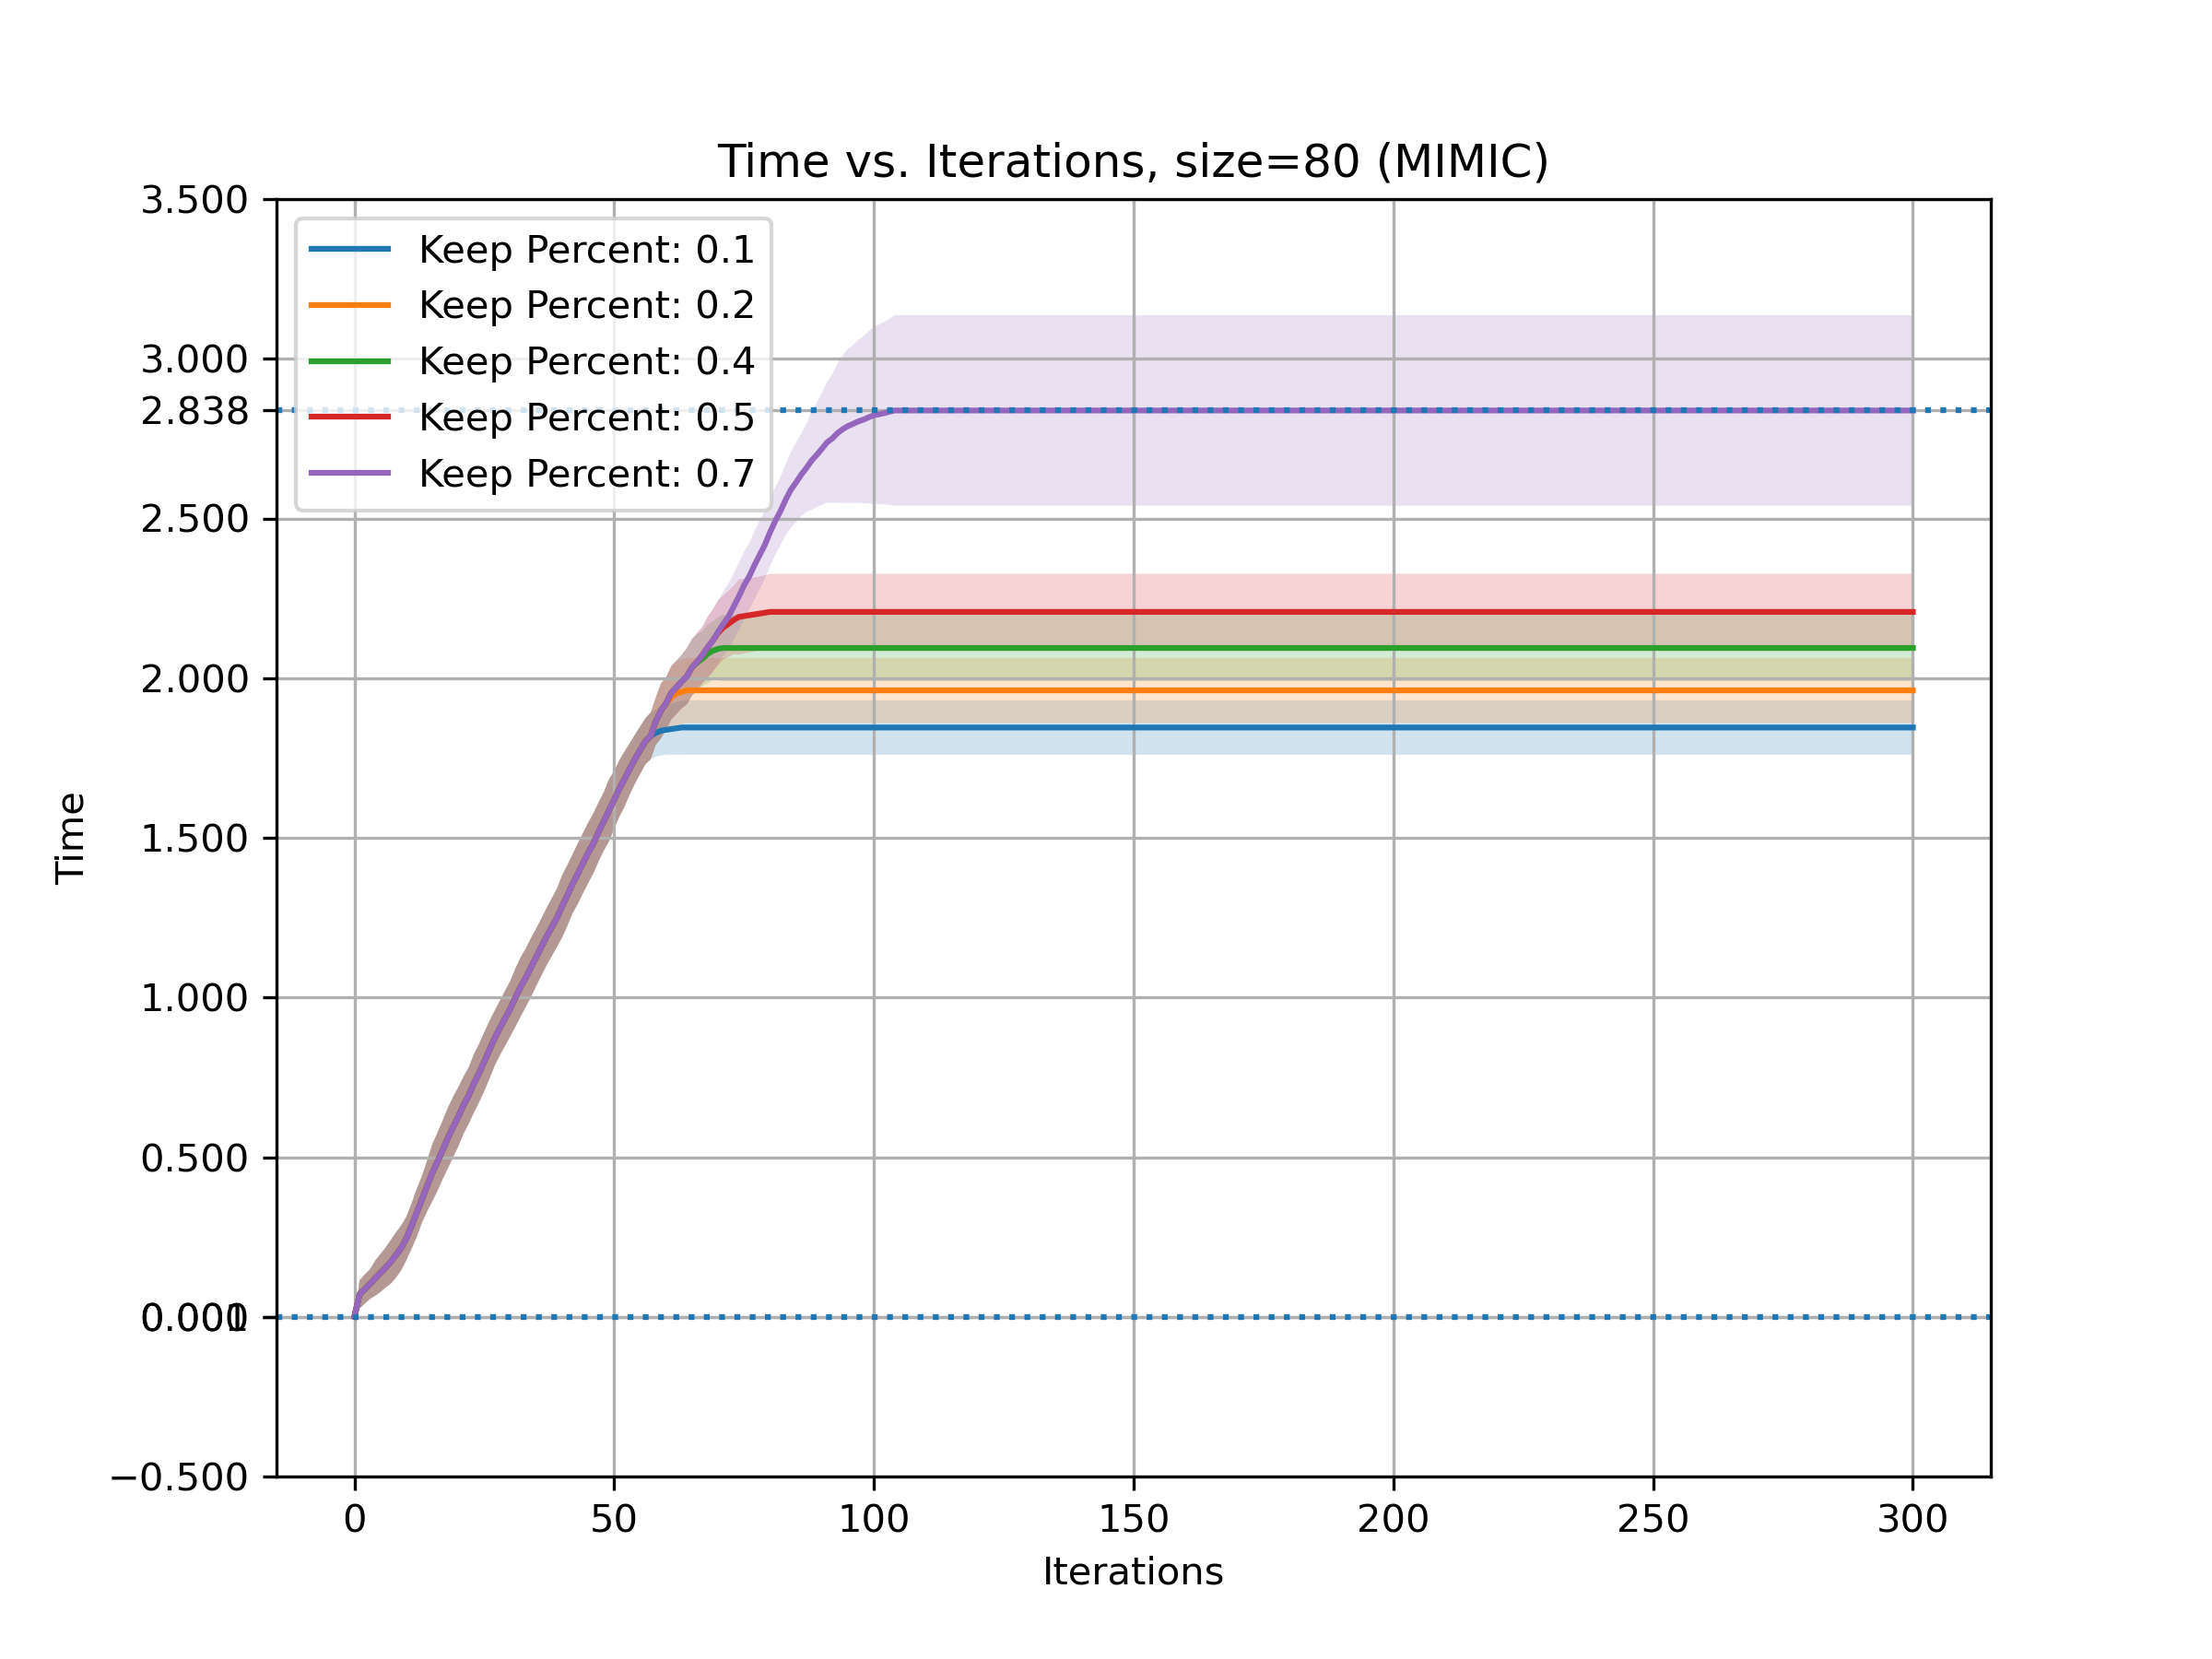 Time vs. Iterations, size=80 (MIMIC)
3.500
3.000
2.838
2.500
2.000
1.500
1.000
0.500
0.000
−0.500
Keep Percent: 0.1
Keep Percent: 0.2
Keep Percent: 0.4
Keep Percent: 0.5
Keep Percent: 0.7
Time
0 50 100 150 200 250 300
Iterations